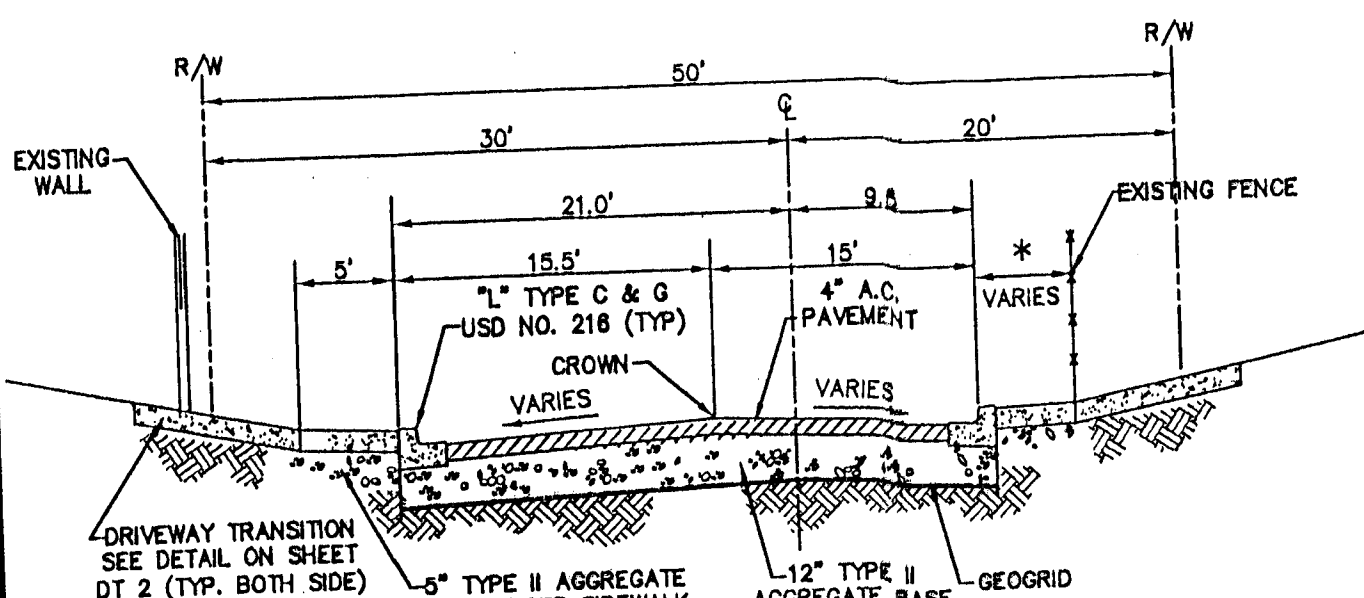 R/W
R/W
50'
℄
30'
20'
EXISTING
WALL
EXISTING FENCE
21.0'
5'
15.5'
15'
*
VARIES
"L" TYPE C & G
USD NO. 216 (TYP)
4" A.C.
PAVEMENT
CROWN
VARIES
VARIES
DRIVEWAY TRANSITION
SEE DETAIL ON SHEET
DT 2 (TYP. BOTH SIDE)
5" TYPE II AGGREGATE
SIDEWALK
12" TYPE II
AGGREGATE BASE
GEOGRID